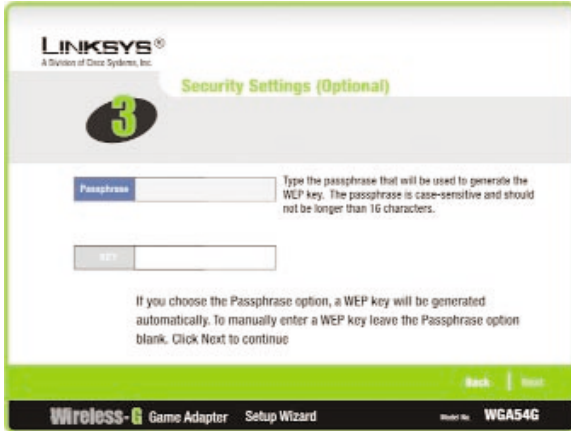 LINKSYS®
A Division of Cisco Systems, Inc.
Security Settings (Optional)
3
Passphrase
Type the passphrase that will be used to generate the
WEP key. The passphrase is case-sensitive and should
not be longer than 16 characters.
KEY
If you choose the Passphrase option, a WEP key will be generated
automatically. To manually enter a WEP key leave the Passphrase option
blank. Click Next to continue
Back | Next
Wireless-G Game Adapter Setup Wizard Model No. WGA54G